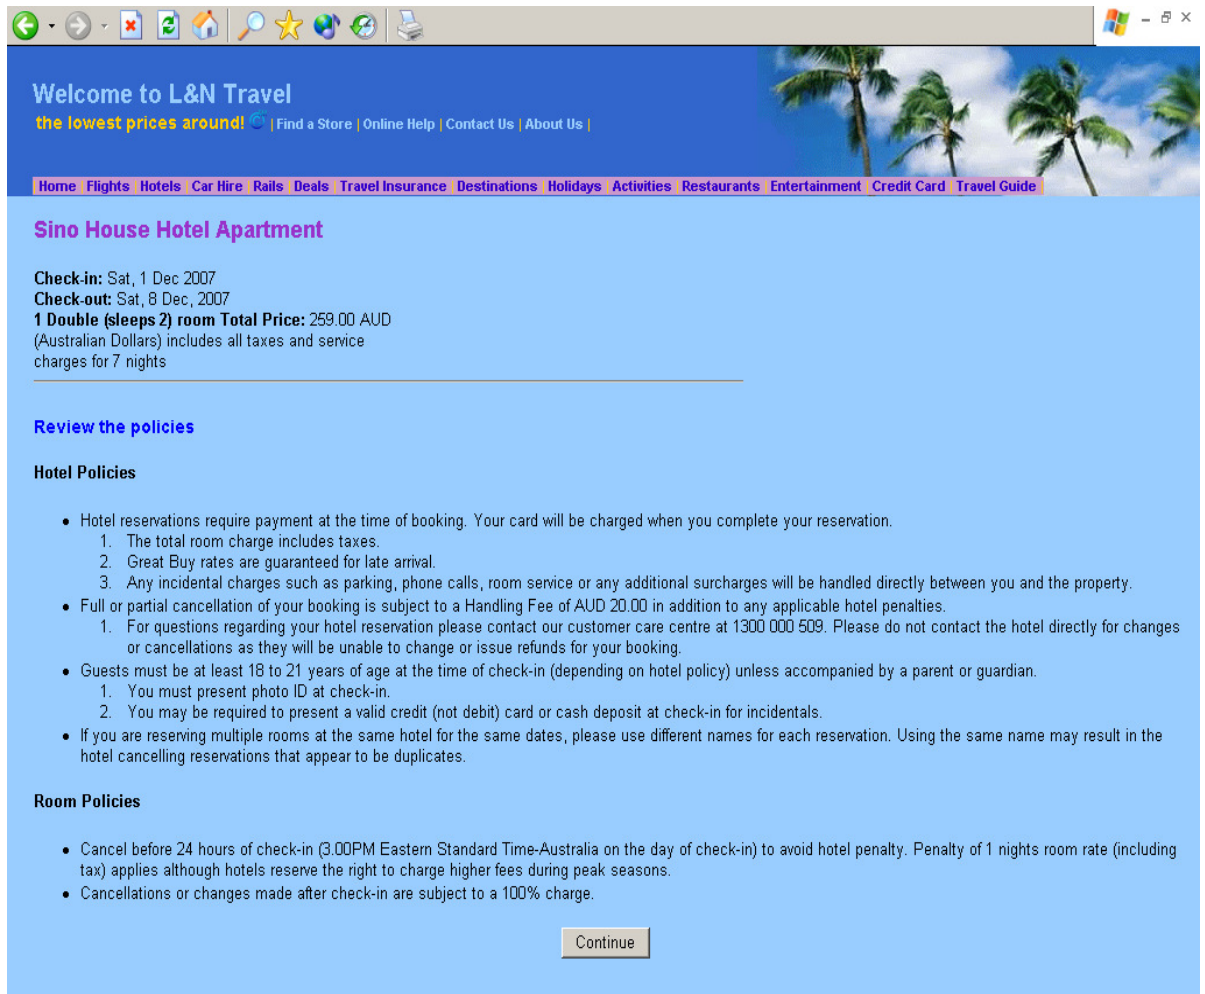 Welcome to L&N Travel
the lowest prices around! | Find a Store | Online Help | Contact Us | About Us |
Home | Flights | Hotels | Car Hire | Rails | Deals | Travel Insurance | Destinations | Holidays | Activities | Restaurants | Entertainment | Credit Card | Travel Guide |
Sino House Hotel Apartment
Check-in: Sat, 1 Dec 2007
Check-out: Sat, 8 Dec, 2007
1 Double (sleeps 2) room Total Price: 259.00 AUD
(Australian Dollars) includes all taxes and service
charges for 7 nights
Review the policies
Hotel Policies
• Hotel reservations require payment at the time of booking. Your card will be charged when you complete your reservation.
1. The total room charge includes taxes.
2. Great Buy rates are guaranteed for late arrival.
3. Any incidental charges such as parking, phone calls, room service or any additional surcharges will be handled directly between you and the property.
• Full or partial cancellation of your booking is subject to a Handling Fee of AUD 20.00 in addition to any applicable hotel penalties.
1. For questions regarding your hotel reservation please contact our customer care centre at 1300 000 509. Please do not contact the hotel directly for changes
or cancellations as they will be unable to change or issue refunds for your booking.
• Guests must be at least 18 to 21 years of age at the time of check-in (depending on hotel policy) unless accompanied by a parent or guardian.
1. You must present photo ID at check-in.
2. You may be required to present a valid credit (not debit) card or cash deposit at check-in for incidentals.
• If you are reserving multiple rooms at the same hotel for the same dates, please use different names for each reservation. Using the same name may result in the
hotel cancelling reservations that appear to be duplicates.
Room Policies
• Cancel before 24 hours of check-in (3.00PM Eastern Standard Time-Australia on the day of check-in) to avoid hotel penalty. Penalty of 1 nights room rate (including
tax) applies although hotels reserve the right to charge higher fees during peak seasons.
• Cancellations or changes made after check-in are subject to a 100% charge.
Continue